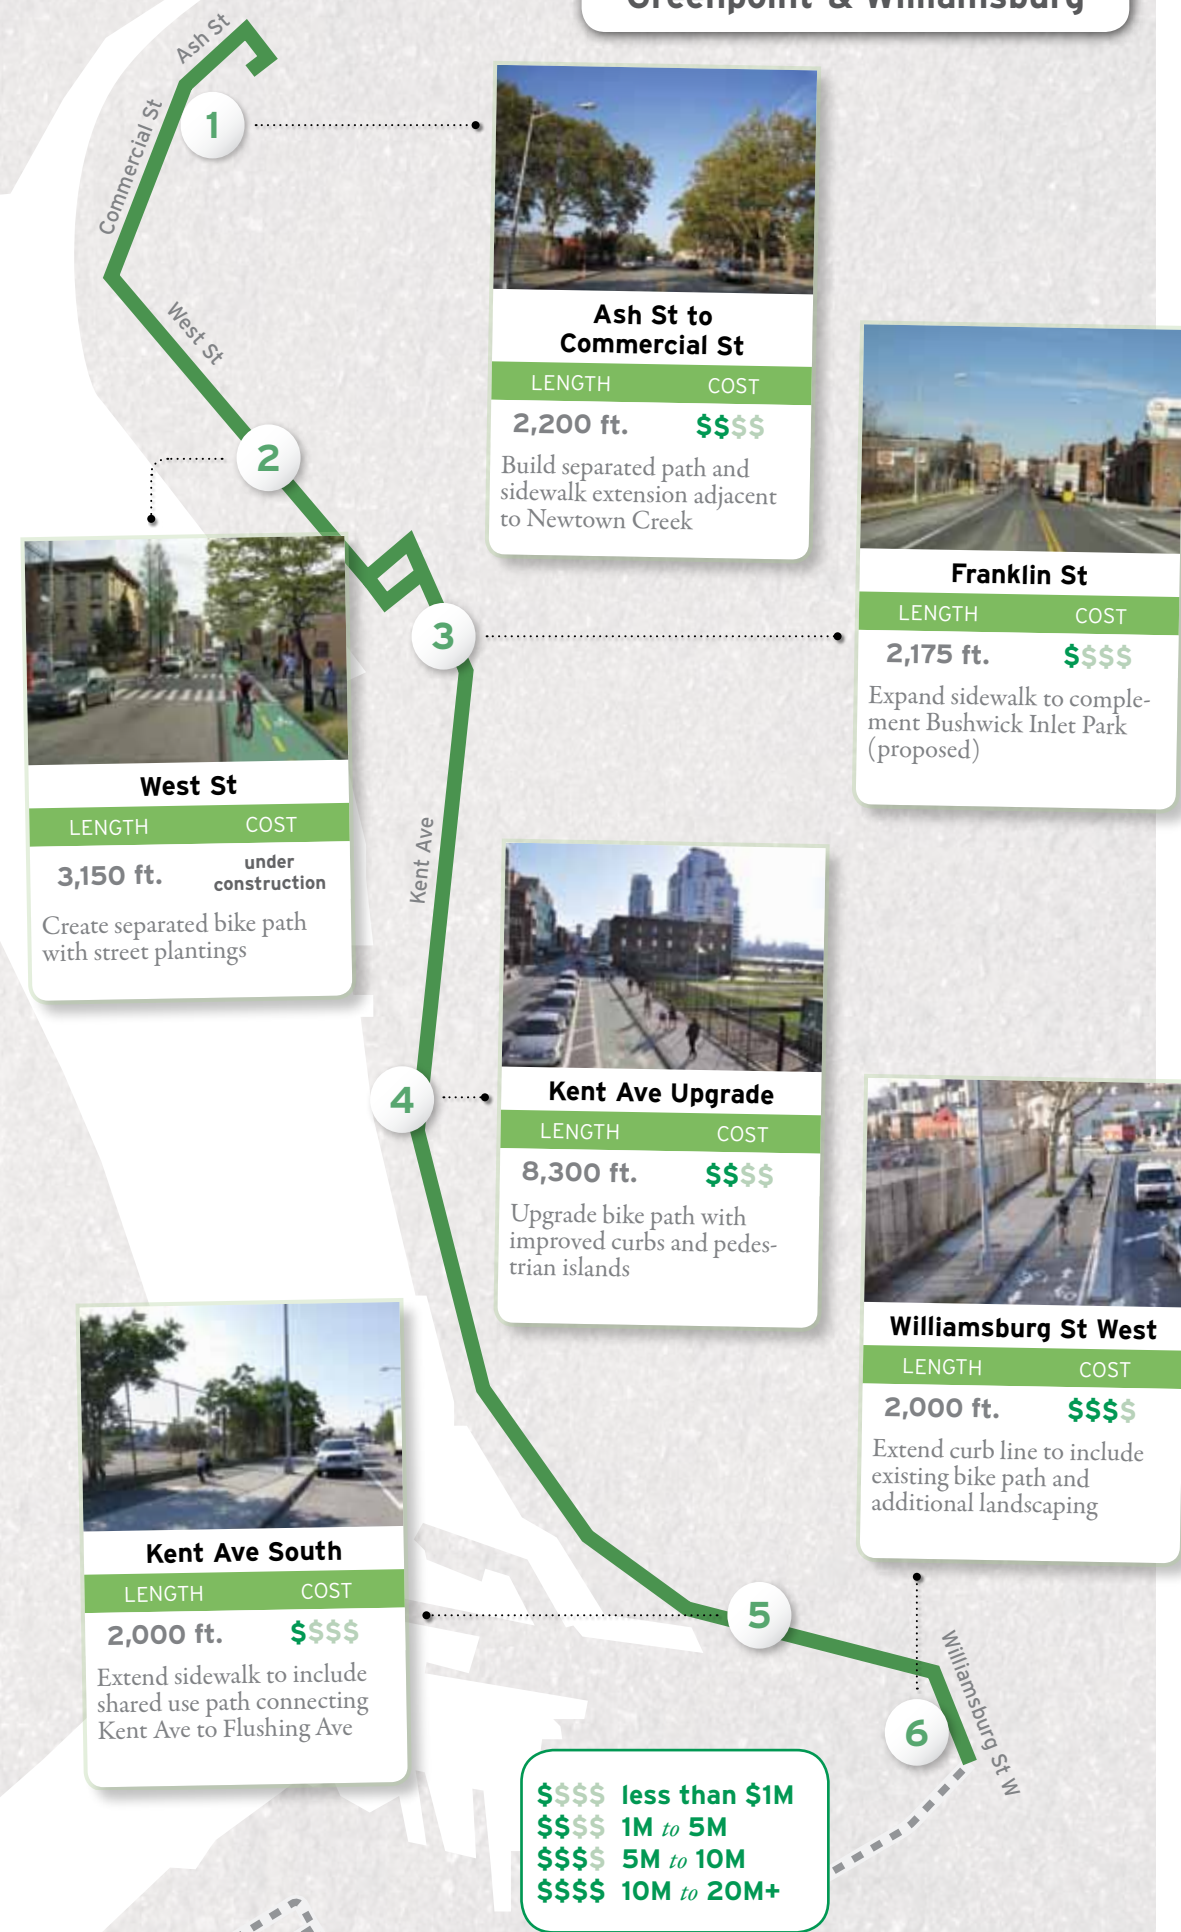 Greenpoint & Williamsburg
Ash St
Commercial St
1
West St
2
3
Kent Ave
4
5
6
Williamsburg St W
Ash St to
Commercial St
LENGTH COST
2,200 ft. $$$$
Build separated path and
sidewalk extension adjacent
to Newtown Creek
Franklin St
LENGTH COST
2,175 ft. $$$$
Expand sidewalk to comple-
ment Bushwick Inlet Park
(proposed)
West St
LENGTH COST
3,150 ft. under
construction
Create separated bike path
with street plantings
Kent Ave Upgrade
LENGTH COST
8,300 ft. $$$$
Upgrade bike path with
improved curbs and pedes-
trian islands
Williamsburg St West
LENGTH COST
2,000 ft. $$$$
Extend curb line to include
existing bike path and
additional landscaping
Kent Ave South
LENGTH COST
2,000 ft. $$$$
Extend sidewalk to include
shared use path connecting
Kent Ave to Flushing Ave
$$$$ less than $1M
$$$$ 1M to 5M
$$$$ 5M to 10M
$$$$ 10M to 20M+